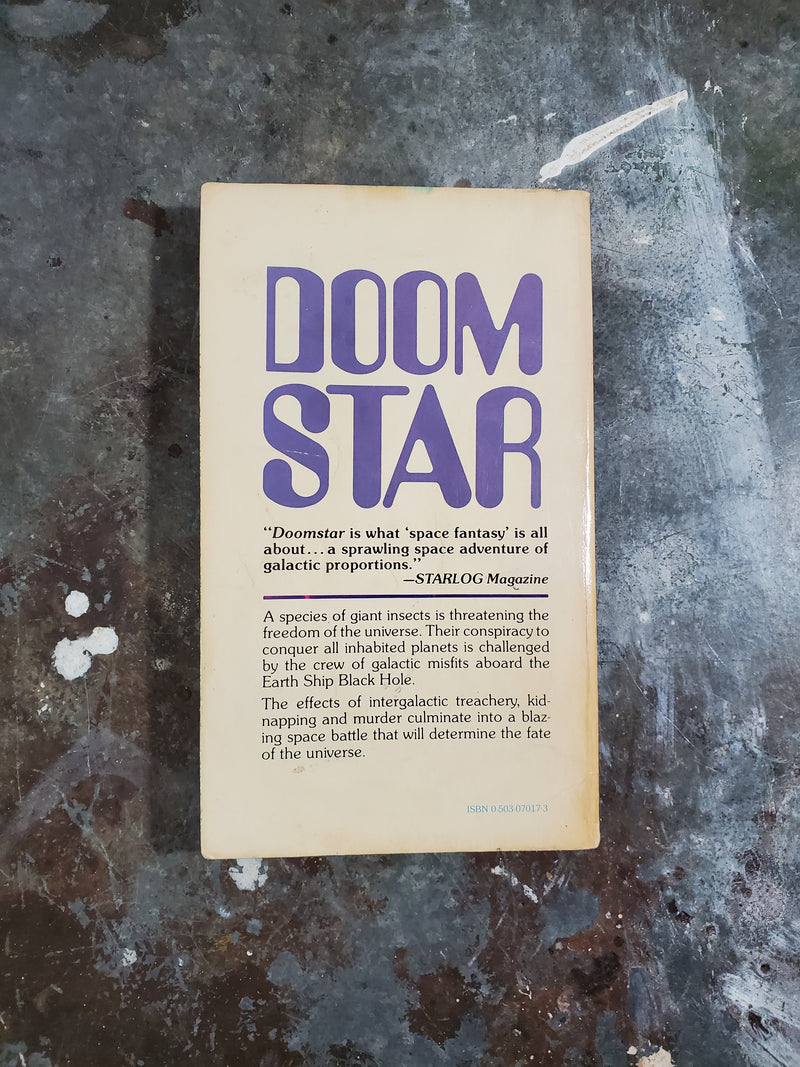 DOOM
STAR
“Doomstar is what ‘space fantasy’ is all
about...a sprawling space adventure of
galactic proportions.”
—STARLOG Magazine
A species of giant insects is threatening the
freedom of the universe. Their conspiracy to
conquer all inhabited planets is challenged
by the crew of galactic misfits aboard the
Earth Ship Black Hole.
The effects of intergalactic treachery, kid-
napping and murder culminate into a blaz-
ing space battle that will determine the fate
of the universe.
ISBN 0-503-07017-3